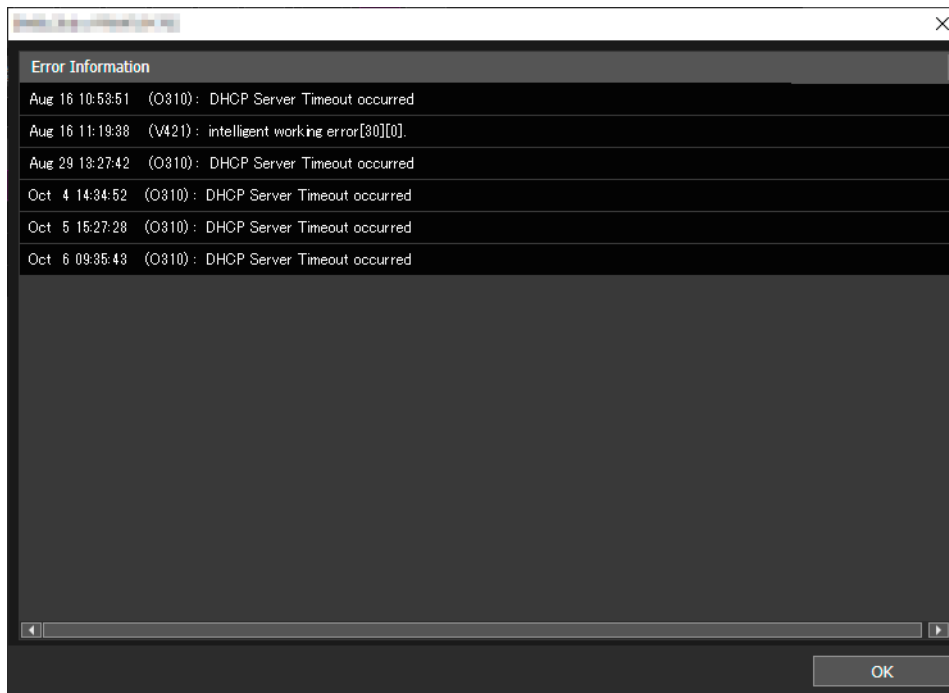 Error Information
Aug 16 10:53:51 (O310) : DHCP Server Timeout occurred
Aug 16 11:19:38 (V421) : intelligent working error[30][0].
Aug 29 13:27:42 (O310) : DHCP Server Timeout occurred
Oct 4 14:34:52 (O310) : DHCP Server Timeout occurred
Oct 5 15:27:28 (O310) : DHCP Server Timeout occurred
Oct 6 09:35:43 (O310) : DHCP Server Timeout occurred
OK